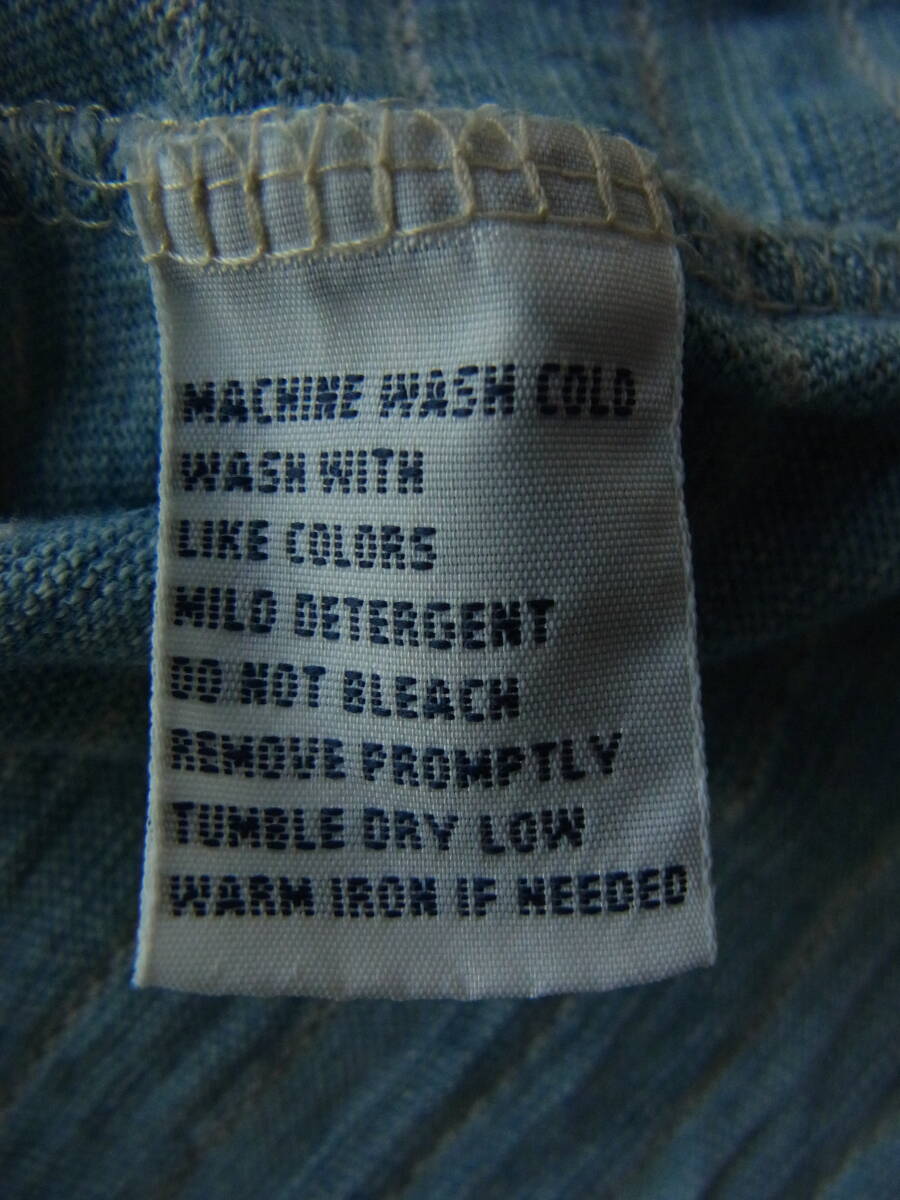 MACHINE WASH COLD
WASH WITH
LIKE COLORS
MILD DETERGENT
DO NOT BLEACH
REMOVE PROMPTLY
TUMBLE DRY LOW
WARM IRON IF NEEDED